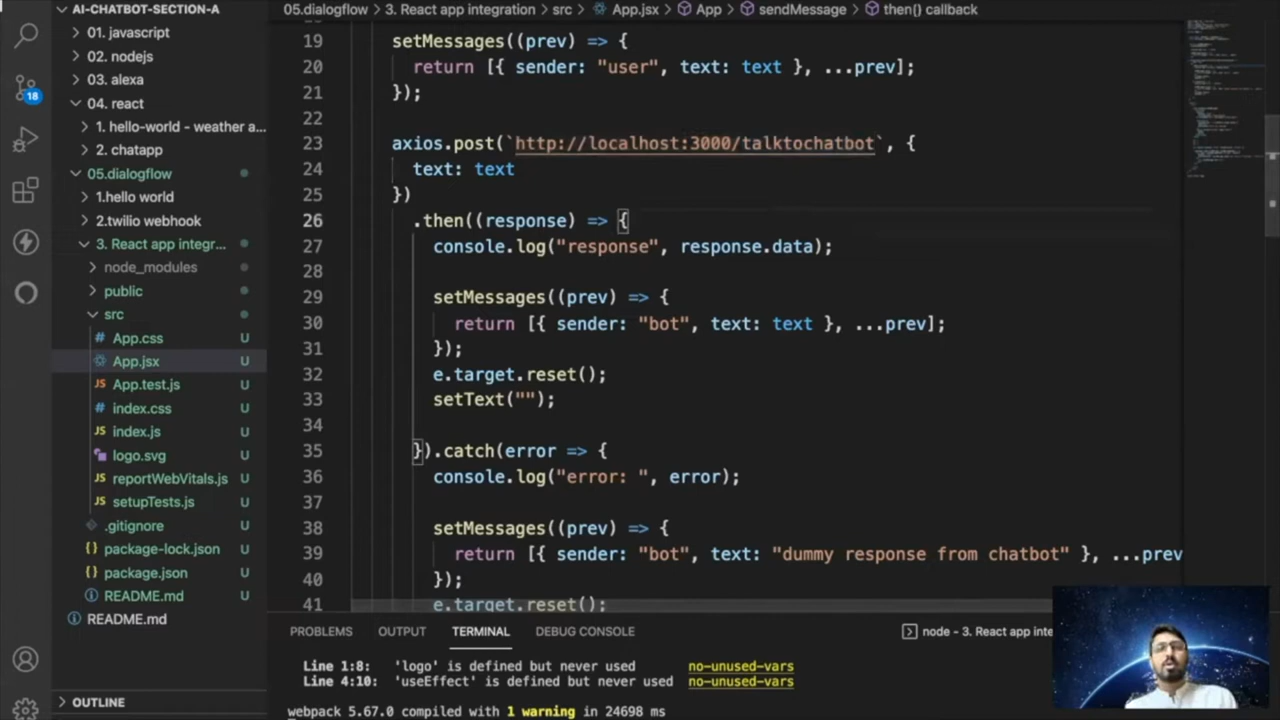 AI-CHATBOT-SECTION-A
01. javascript
02. nodejs
03. alexa
04. react
1. hello-world - weather a...
2. chatapp
05.dialogflow
1.hello world
2.twilio webhook
3. React app integr...
node_modules
public
src
App.css U
App.jsx U
App.test.js U
index.css U
index.js U
logo.svg U
reportWebVitals.js U
setupTests.js U
.gitignore U
package-lock.json U
package.json U
README.md U
README.md
OUTLINE
18
05.dialogflow > 3. React app integration > src > App.jsx > App > sendMessage > then() callback
19 setMessages((prev) => {
20 return [{ sender: "user", text: text }, ...prev];
21 });
22
23 axios.post(`http://localhost:3000/talktochatbot`, {
24 text: text
25 })
26 .then((response) => {
27 console.log("response", response.data);
28
29 setMessages((prev) => {
30 return [{ sender: "bot", text: text }, ...prev];
31 });
32 e.target.reset();
33 setText("");
34
35 }).catch(error => {
36 console.log("error: ", error);
37
38 setMessages((prev) => {
39 return [{ sender: "bot", text: "dummy response from chatbot" }, ...prev
40 });
41 e.target.reset();
PROBLEMS OUTPUT TERMINAL DEBUG CONSOLE
node - 3. React app inte
Line 1:8: 'logo' is defined but never used no-unused-vars
Line 4:10: 'useEffect' is defined but never used no-unused-vars
webpack 5.67.0 compiled with 1 warning in 24698 ms